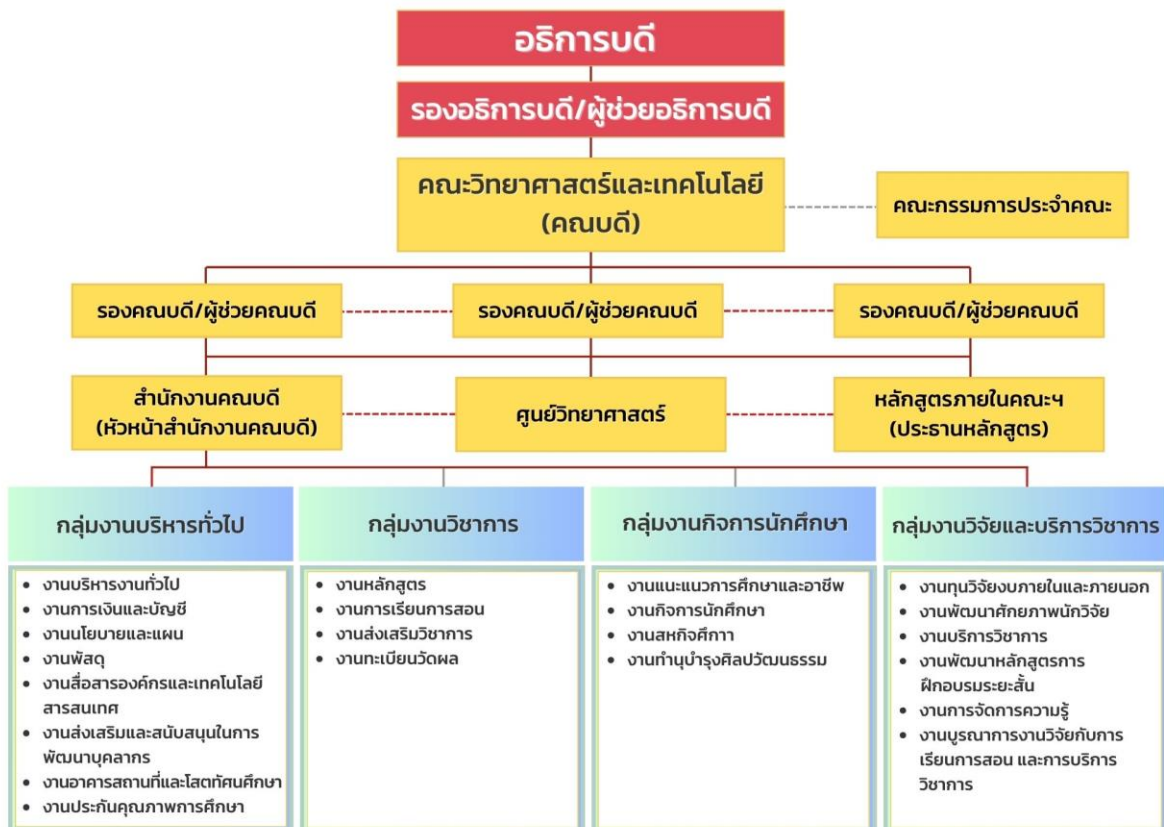 อธิการบดี
รองอธิการบดี/ผู้ช่วยอธิการบดี
คณะวิทยาศาสตร์และเทคโนโลยี
(คณบดี)
คณะกรรมการประจำคณะ
รองคณบดี/ผู้ช่วยคณบดี
รองคณบดี/ผู้ช่วยคณบดี
รองคณบดี/ผู้ช่วยคณบดี
สำนักงานคณบดี
(หัวหน้าสำนักงานคณบดี)
ศูนย์วิทยาศาสตร์
หลักสูตรภายในคณะฯ
(ประธานหลักสูตร)
กลุ่มงานบริหารทั่วไป
• งานบริหารงานทั่วไป
• งานการเงินและบัญชี
• งานนโยบายและแผน
• งานพัสดุ
• งานสื่อสารองค์กรและเทคโนโลยี
สารสนเทศ
• งานส่งเสริมและสนับสนุนในการ
พัฒนาบุคลากร
• งานอาคารสถานที่และโสตทัศนศึกษา
• งานประกันคุณภาพการศึกษา
กลุ่มงานวิชาการ
• งานหลักสูตร
• งานการเรียนการสอน
• งานส่งเสริมวิชาการ
• งานทะเบียนวัดผล
กลุ่มงานกิจการนักศึกษา
• งานแนะแนวการศึกษาและอาชีพ
• งานกิจการนักศึกษา
• งานสหกิจศึกาา
• งานทำนุบำรุงศิลปวัฒนธรรม
กลุ่มงานวิจัยและบริการวิชาการ
• งานทุนวิจัยงบภายในและภายนอก
• งานพัฒนาศักยภาพนักวิจัย
• งานบริการวิชาการ
• งานพัฒนาหลักสูตรการ
ฝึกอบรมระยะสั้น
• งานการจัดการความรู้
• งานบูรณาการงานวิจัยกับการ
เรียนการสอน และการบริการ
วิชาการ